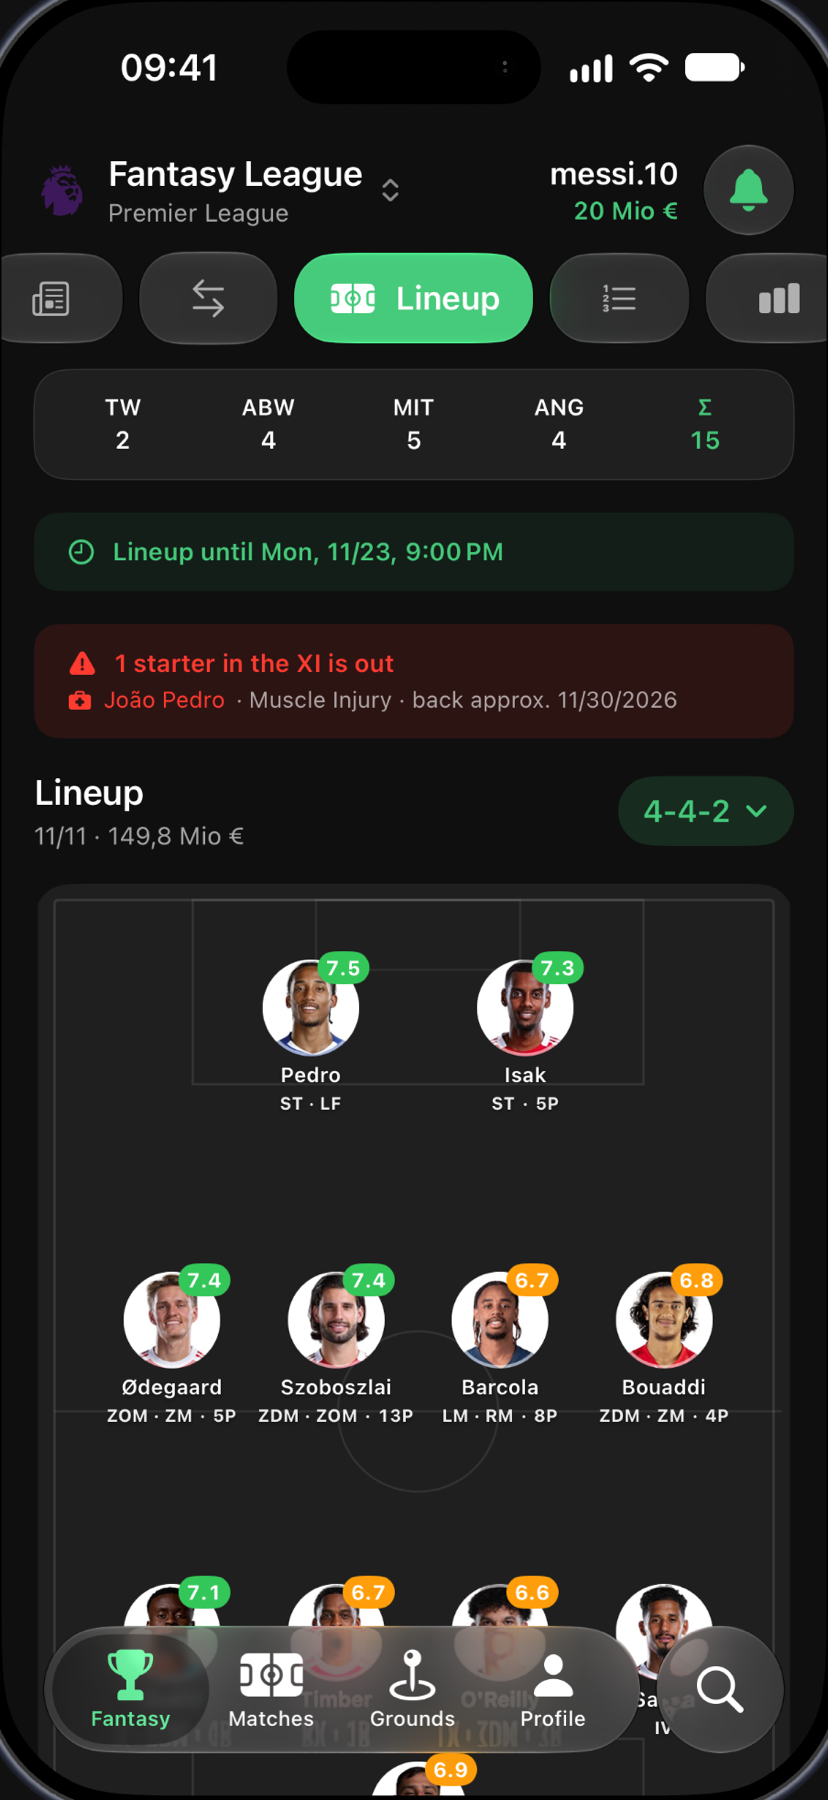 09:41
Fantasy League
Premier League
messi.10
20 Mio €
Lineup
TW ABW MIT ANG Σ
2 4 5 4 15
Lineup until Mon, 11/23, 9:00 PM
1 starter in the XI is out
João Pedro · Muscle Injury · back approx. 11/30/2026
Lineup
11/11 · 149,8 Mio €
4-4-2
7.5 7.3
Pedro Isak
ST · LF ST · 5P
7.4 7.4 6.7 6.8
Ødegaard Szoboszlai Barcola Bouaddi
ZOM · ZM · 5P ZDM · ZOM · 13P LM · RM · 8P ZDM · ZM · 4P
7.1 6.7 6.6
Timber O'Reilly
Fantasy Matches Grounds Profile
6.9